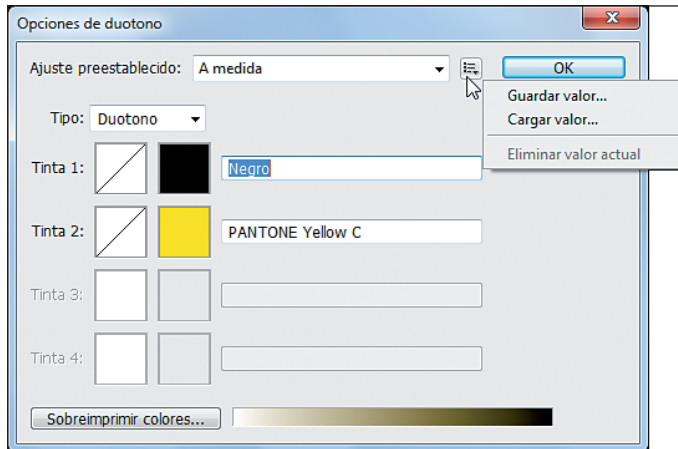 Opciones de duotono
Ajuste preestablecido: A medida OK
Guardar valor...
Cargar valor...
Eliminar valor actual
Tipo: Duotono
Tinta 1: Negro
Tinta 2: PANTONE Yellow C
Tinta 3:
Tinta 4:
Sobreimprimir colores...